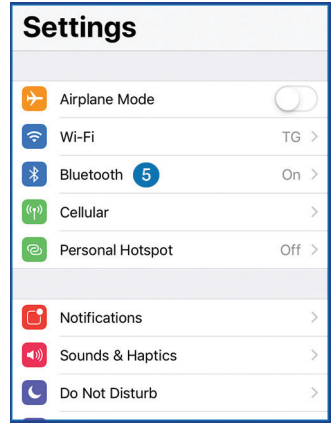 Settings
Airplane Mode
Wi-Fi TG
Bluetooth 5 On
Cellular
Personal Hotspot Off
Notifications
Sounds & Haptics
Do Not Disturb